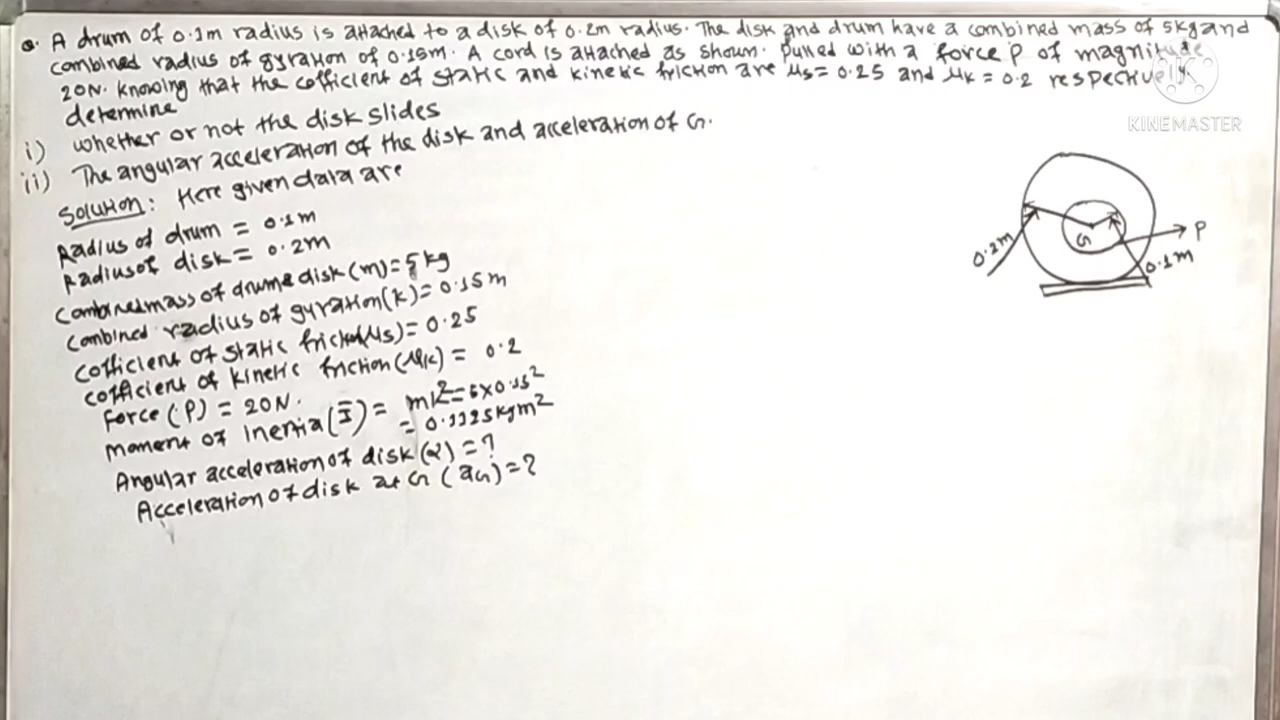 Q. A drum of 0.1m radius is attached to a disk of 0.2m radius. The disk and drum have a combined mass of 5kg and
combined radius of gyration of 0.15m. A cord is attached as shown. Pulled with a force P of magnitude
20N. Knowing that the cofficient of static and kinetic friction are μs = 0.25 and μK = 0.2 respectively
determine
i) whether or not the disk slides
ii) The angular acceleration of the disk and acceleration of G.
Solution: Here given data are
Radius of drum = 0.1m
Radius of disk = 0.2m
Combined mass of drum & disk (m) = 5kg
Combined radius of gyration (k) = 0.15m
Cofficient of static friction (μs) = 0.25
cofficient of kinetic friction (μk) = 0.2
Force (P) = 20N.
Moment of inertia (Ī) = mk² = 5×0.15²
= 0.1125kgm²
Angular acceleration of disk (α) = ?
Acceleration of disk at G (aG) = ?
K
KINEMASTER
G
P
0.2m
0.1m